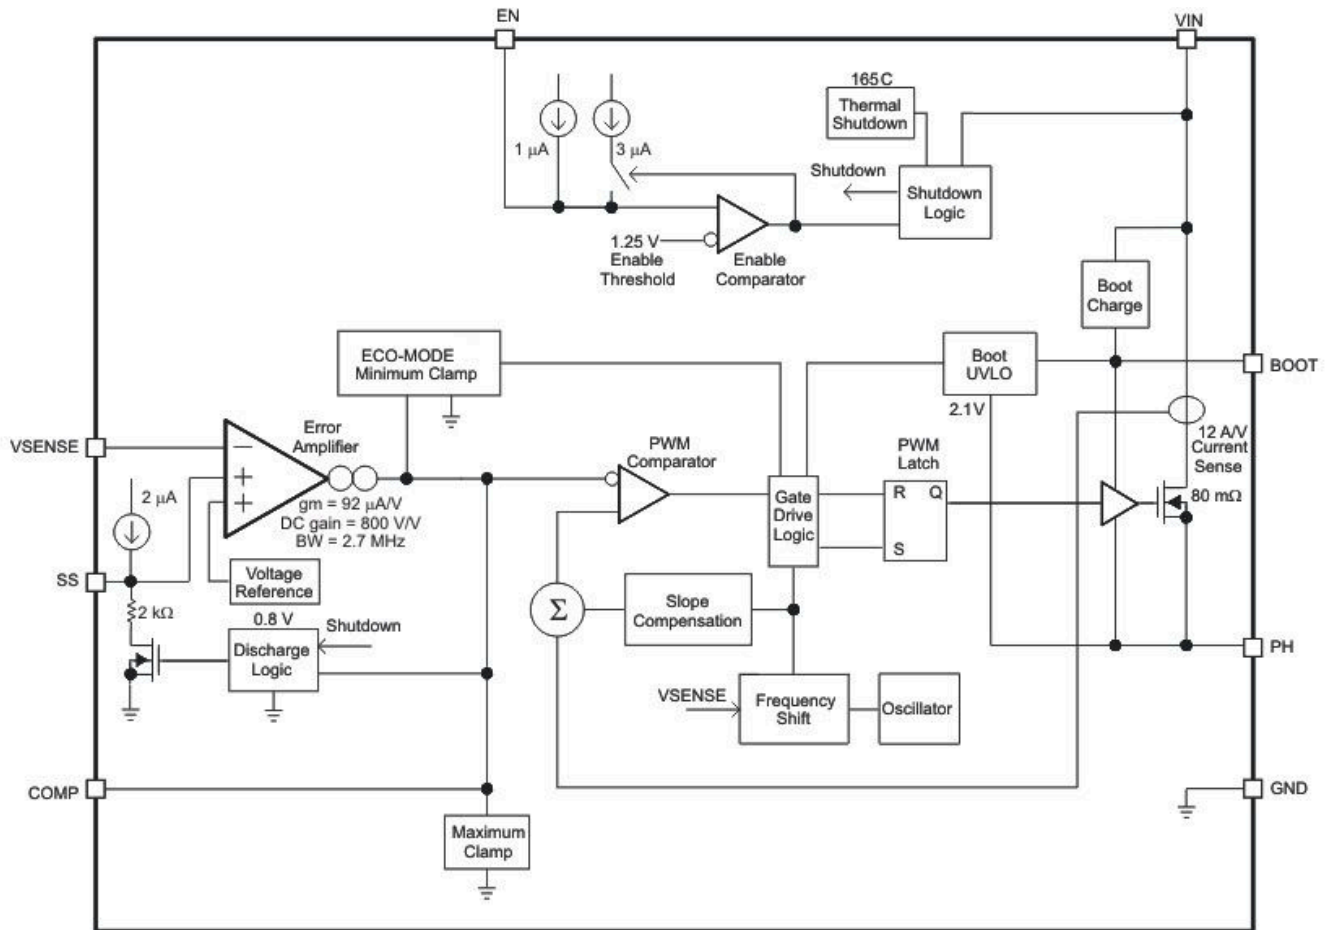 EN
VIN
165C
Thermal
Shutdown
1 µA
3 µA
Shutdown
Shutdown
Logic
1.25 V
Enable
Threshold
Enable
Comparator
Boot
Charge
ECO-MODE
Minimum Clamp
Boot
UVLO
BOOT
2.1V
VSENSE
Error
Amplifier
−
+
+
gm = 92 µA/V
DC gain = 800 V/V
BW = 2.7 MHz
PWM
Comparator
PWM
Latch
12 A/V
Current
Sense
80 mΩ
2 µA
Gate
Drive
Logic
R Q
S
SS
Voltage
Reference
2 kΩ
0.8 V
Discharge
Logic
Shutdown
Σ
Slope
Compensation
PH
VSENSE
Frequency
Shift
Oscillator
COMP
GND
Maximum
Clamp